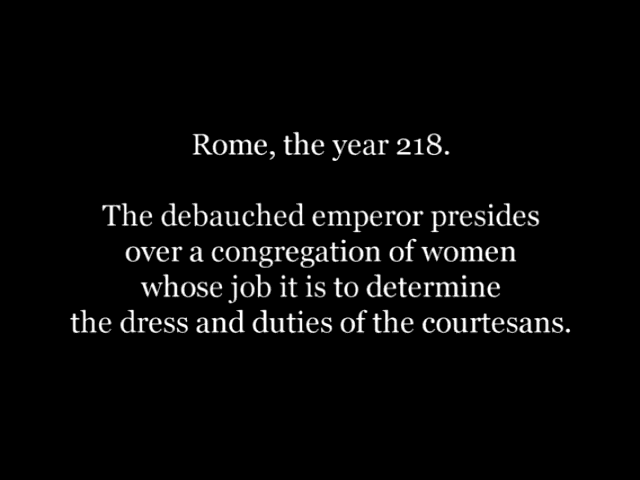 Rome, the year 218.
The debauched emperor presides
over a congregation of women
whose job it is to determine
the dress and duties of the courtesans.